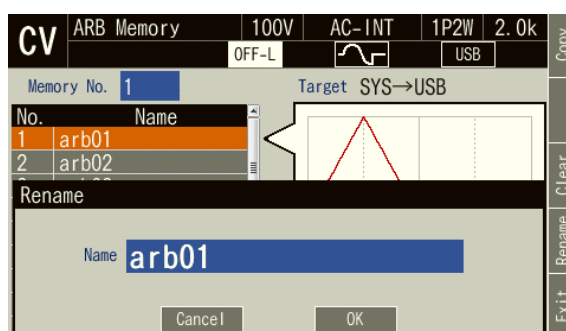 CV ARB Memory 100V AC-INT 1P2W 2.0k
OFF-L USB
Memory No. 1 Target SYS→USB
No. Name
1 arb01
2 arb02
Rename
Name arb01
Cancel OK
Copy
Clear
Rename
Exit